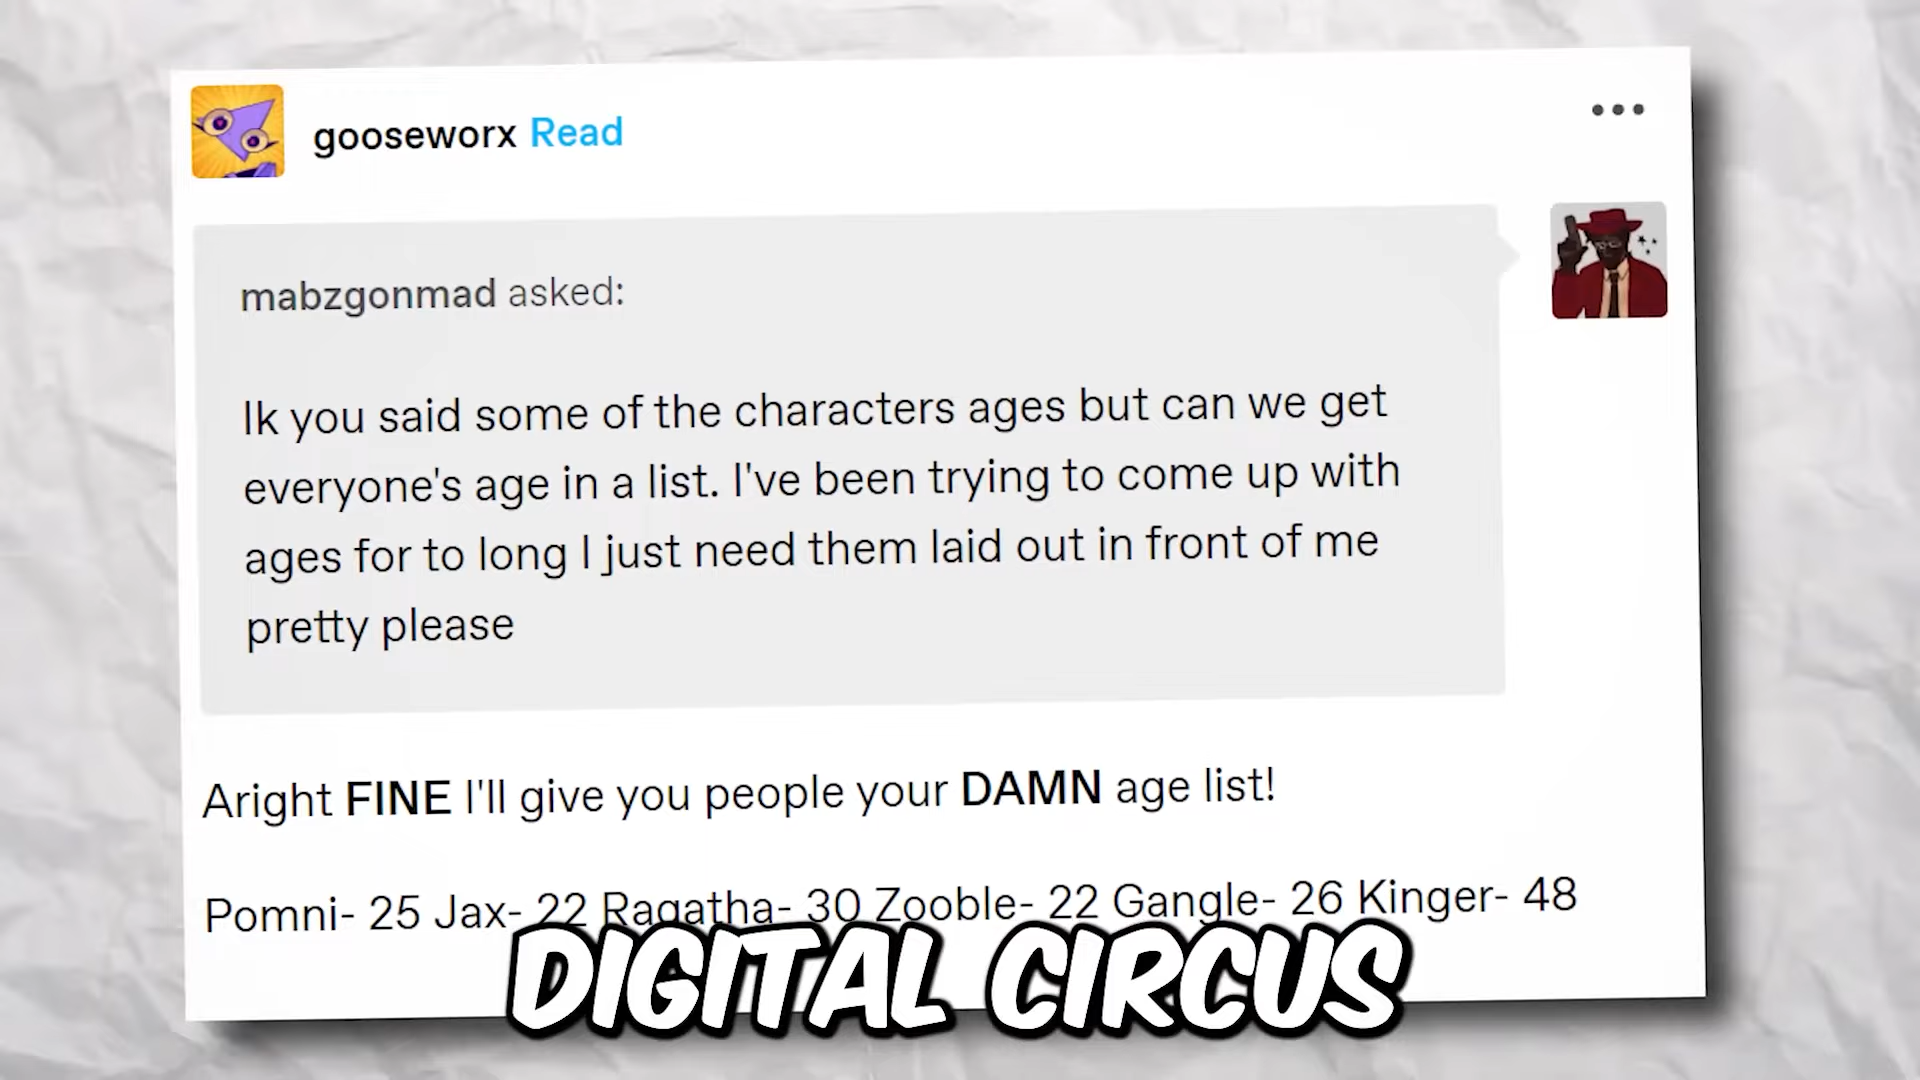 gooseworx Read
mabzgonmad asked:
Ik you said some of the characters ages but can we get
everyone's age in a list. I've been trying to come up with
ages for to long I just need them laid out in front of me
pretty please
Aright FINE I'll give you people your DAMN age list!
Pomni- 25 Jax- 22 Ragatha- 30 Zooble- 22 Gangle- 26 Kinger- 48
DIGITAL CIRCUS